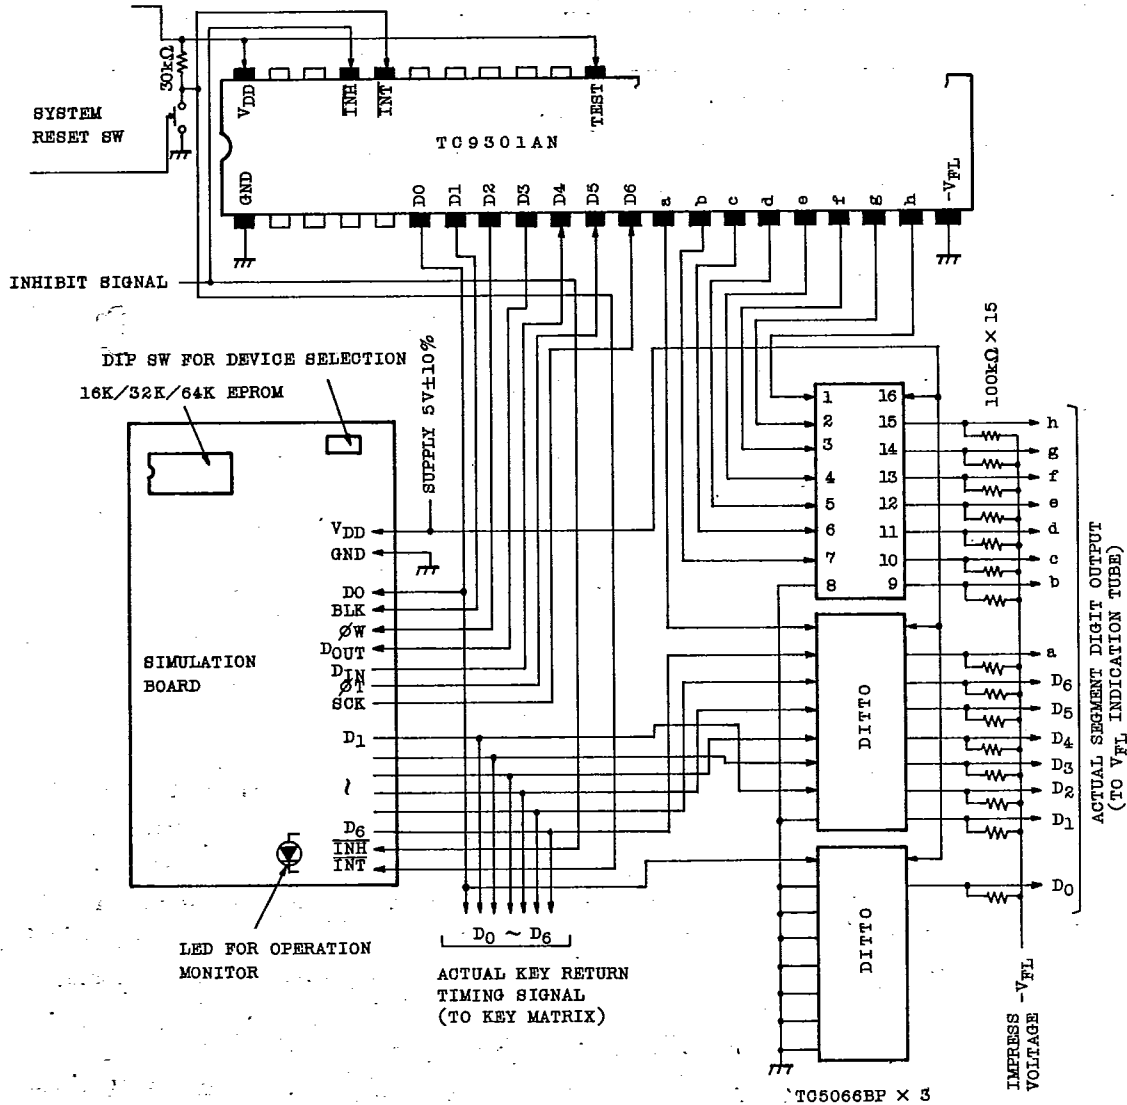 30kΩ
SYSTEM
RESET SW
VDD
INH
INT
TEST
TC9301AN
GND
D0
D1
D2
D3
D4
D5
D6
a
b
c
d
e
f
g
h
-VFL
INHIBIT SIGNAL
DIP SW FOR DEVICE SELECTION
16K/32K/64K EPROM
SUPPLY 5V±10%
100kΩ × 15
1
2
3
4
5
6
7
8
16
15
14
13
12
11
10
9
h
g
f
e
d
c
b
VDD
GND
DO
BLK
øW
DOUT
DIN
øT
SCK
SIMULATION
BOARD
D1
~
D6
INH
INT
DITTO
a
D6
D5
D4
D3
D2
D1
DITTO
D0
ACTUAL SEGMENT DIGIT OUTPUT
(TO VFL INDICATION TUBE)
LED FOR OPERATION
MONITOR
D0 ~ D6
ACTUAL KEY RETURN
TIMING SIGNAL
(TO KEY MATRIX)
IMPRESS -VFL
VOLTAGE
TC5066BP × 3